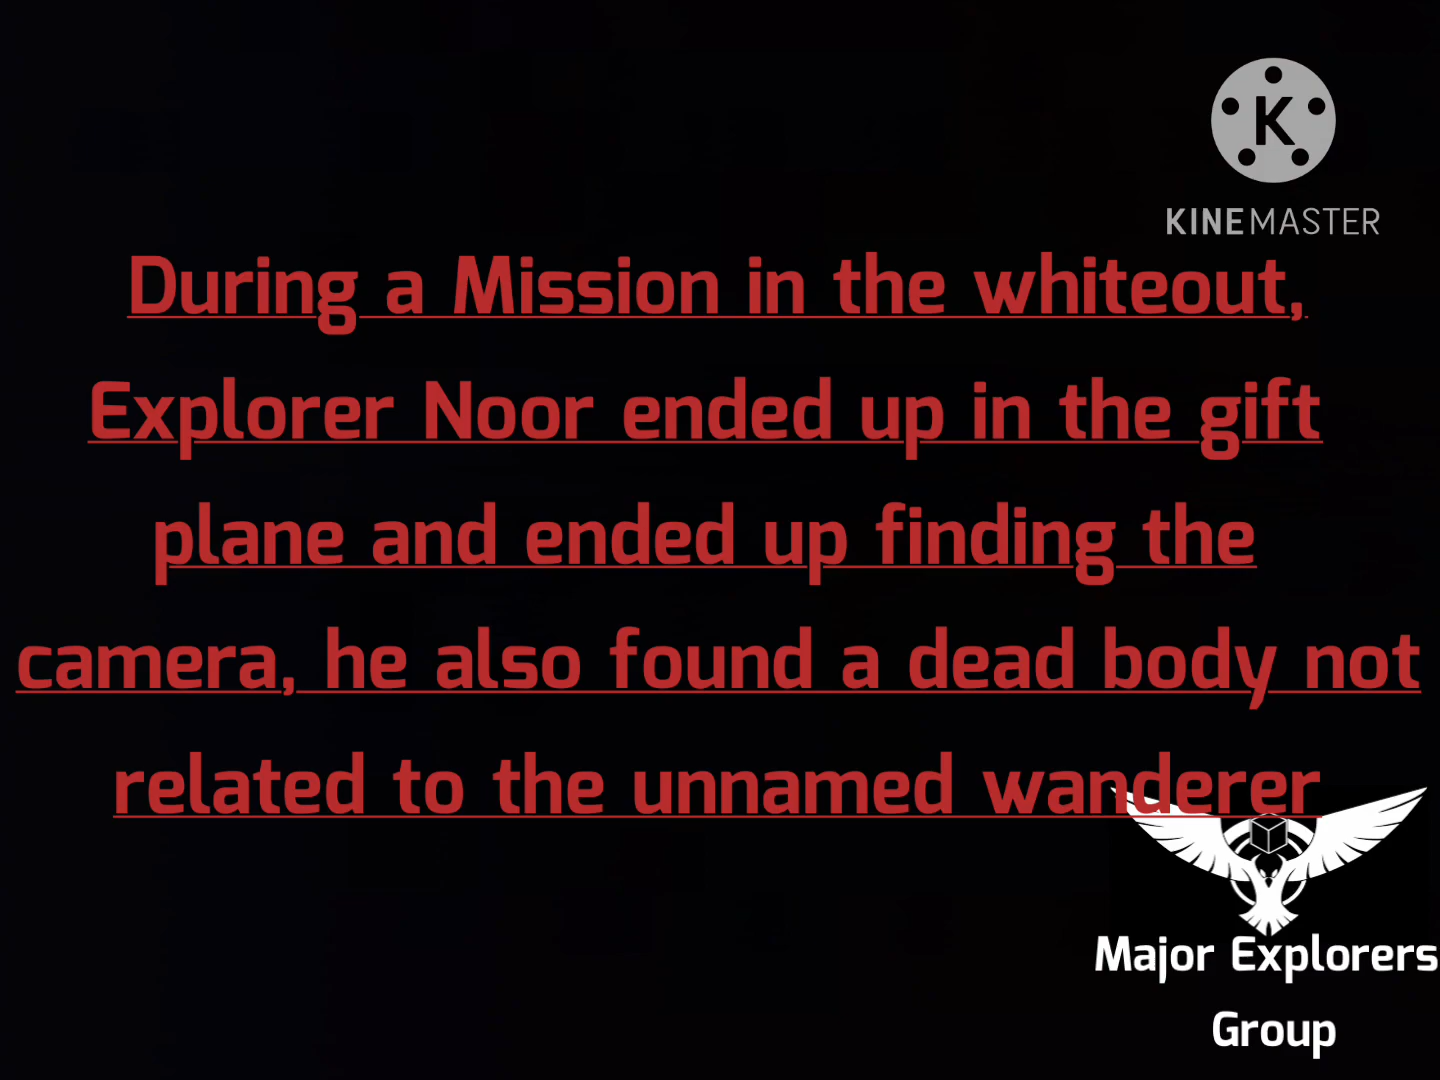 K
KINEMASTER
During a Mission in the whiteout,
Explorer Noor ended up in the gift
plane and ended up finding the
camera, he also found a dead body not
related to the unnamed wanderer
Major Explorers
Group